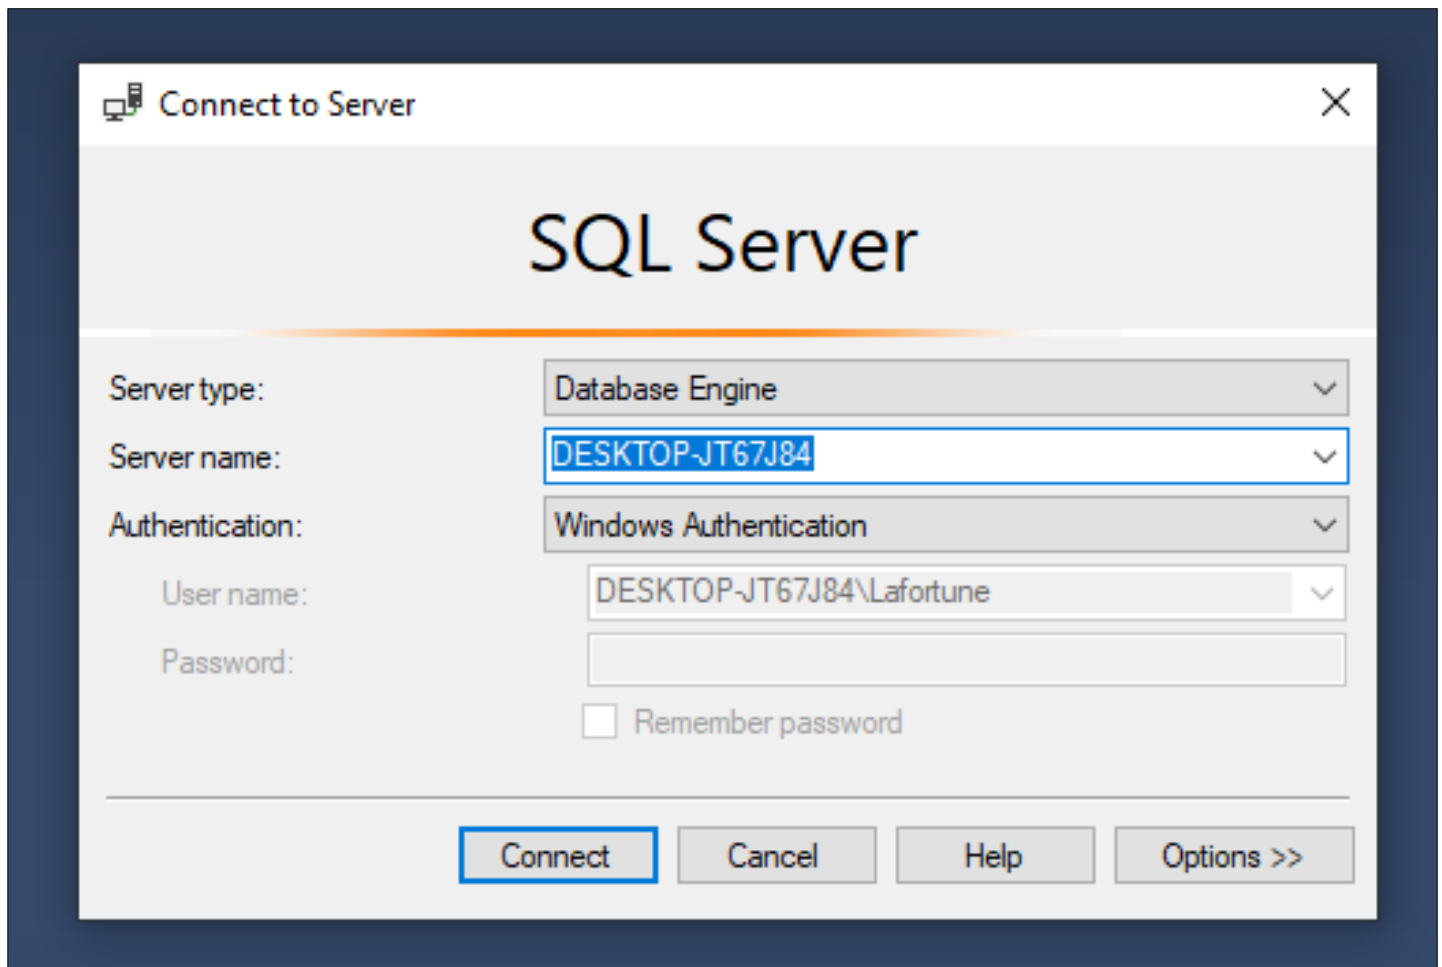 Connect to Server
SQL Server
Server type: Database Engine
Server name: DESKTOP-JT67J84
Authentication: Windows Authentication
User name: DESKTOP-JT67J84\Lafortune
Password:
Remember password
Connect Cancel Help Options >>